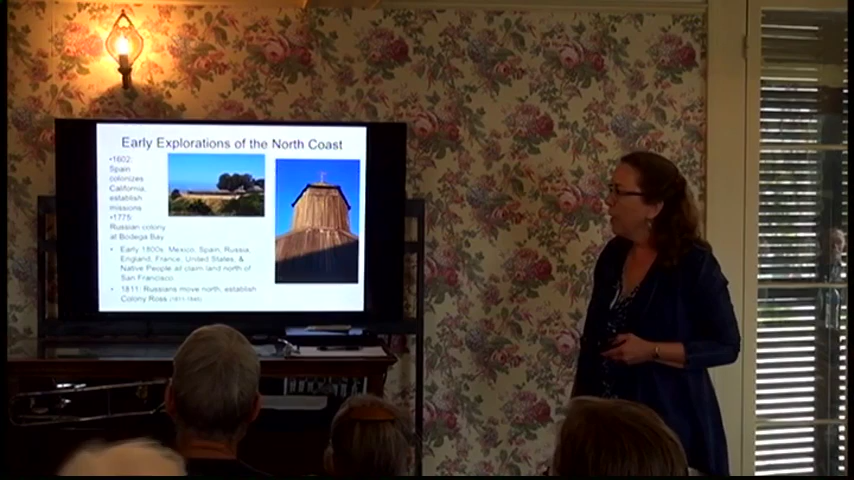 Early Explorations of the North Coast
•1602:
Spain
colonizes
California,
establish
missions
•1775:
Russian colony
at Bodega Bay
• Early 1800s: Mexico, Spain, Russia,
England, France, United States, &
Native People all claim land north of
San Francisco.
• 1811: Russians move north, establish
Colony Ross